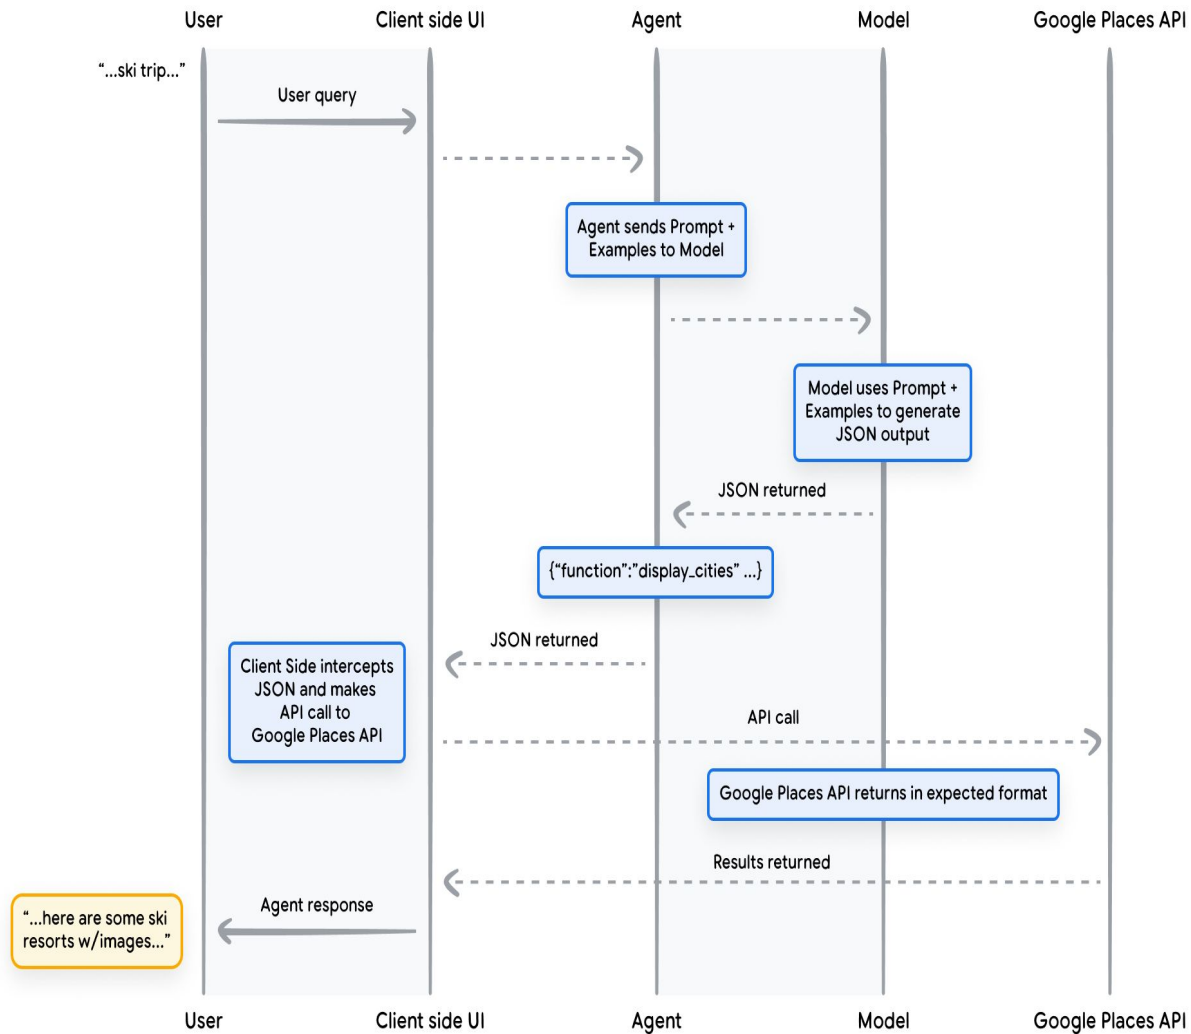 User
Client side UI
Agent
Model
Google Places API
“...ski trip...”
User query
Agent sends Prompt +
Examples to Model
Model uses Prompt +
Examples to generate
JSON output
JSON returned
{“function”:”display_cities” ...}
JSON returned
Client Side intercepts
JSON and makes
API call to
Google Places API
API call
Google Places API returns in expected format
Results returned
Agent response
“...here are some ski
resorts w/images...”
User
Client side UI
Agent
Model
Google Places API